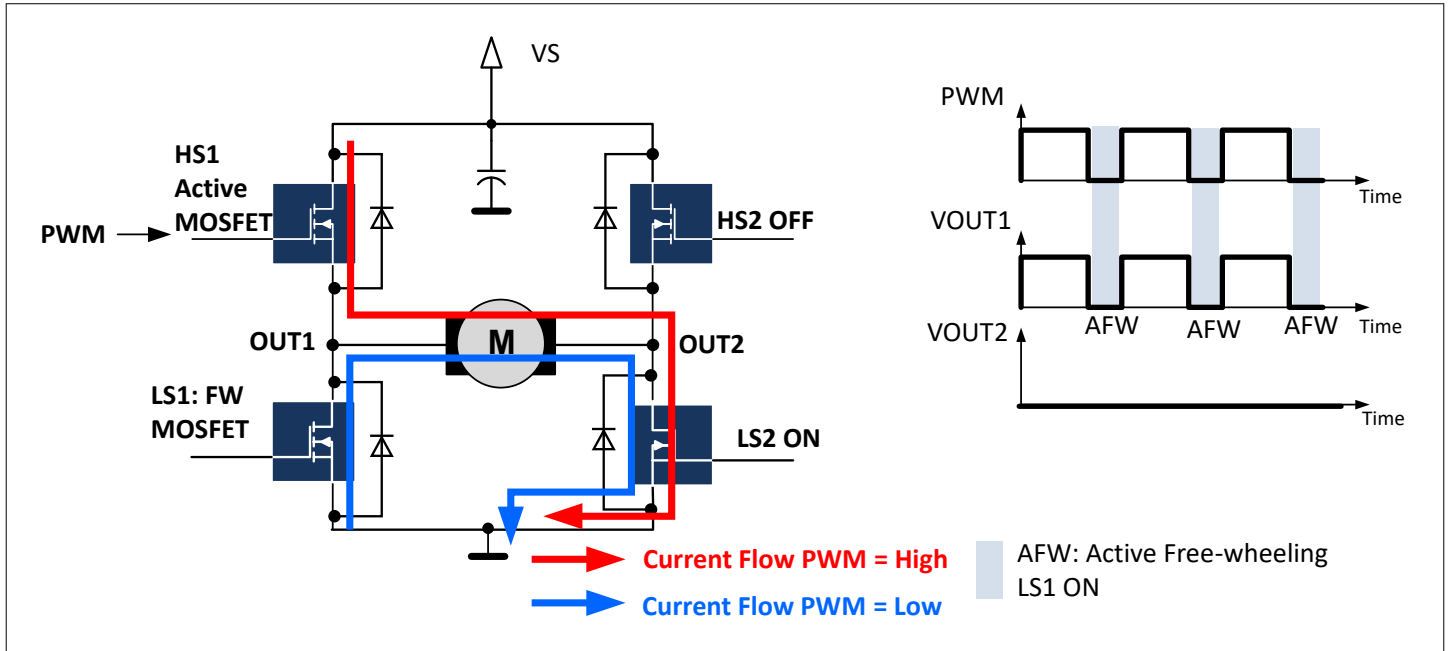 VS
HS1
Active
MOSFET
PWM
HS2 OFF
OUT1
M
OUT2
LS1: FW
MOSFET
LS2 ON
Current Flow PWM = High
Current Flow PWM = Low
PWM
Time
VOUT1
AFW
AFW
AFW
Time
VOUT2
Time
AFW: Active Free-wheeling
LS1 ON